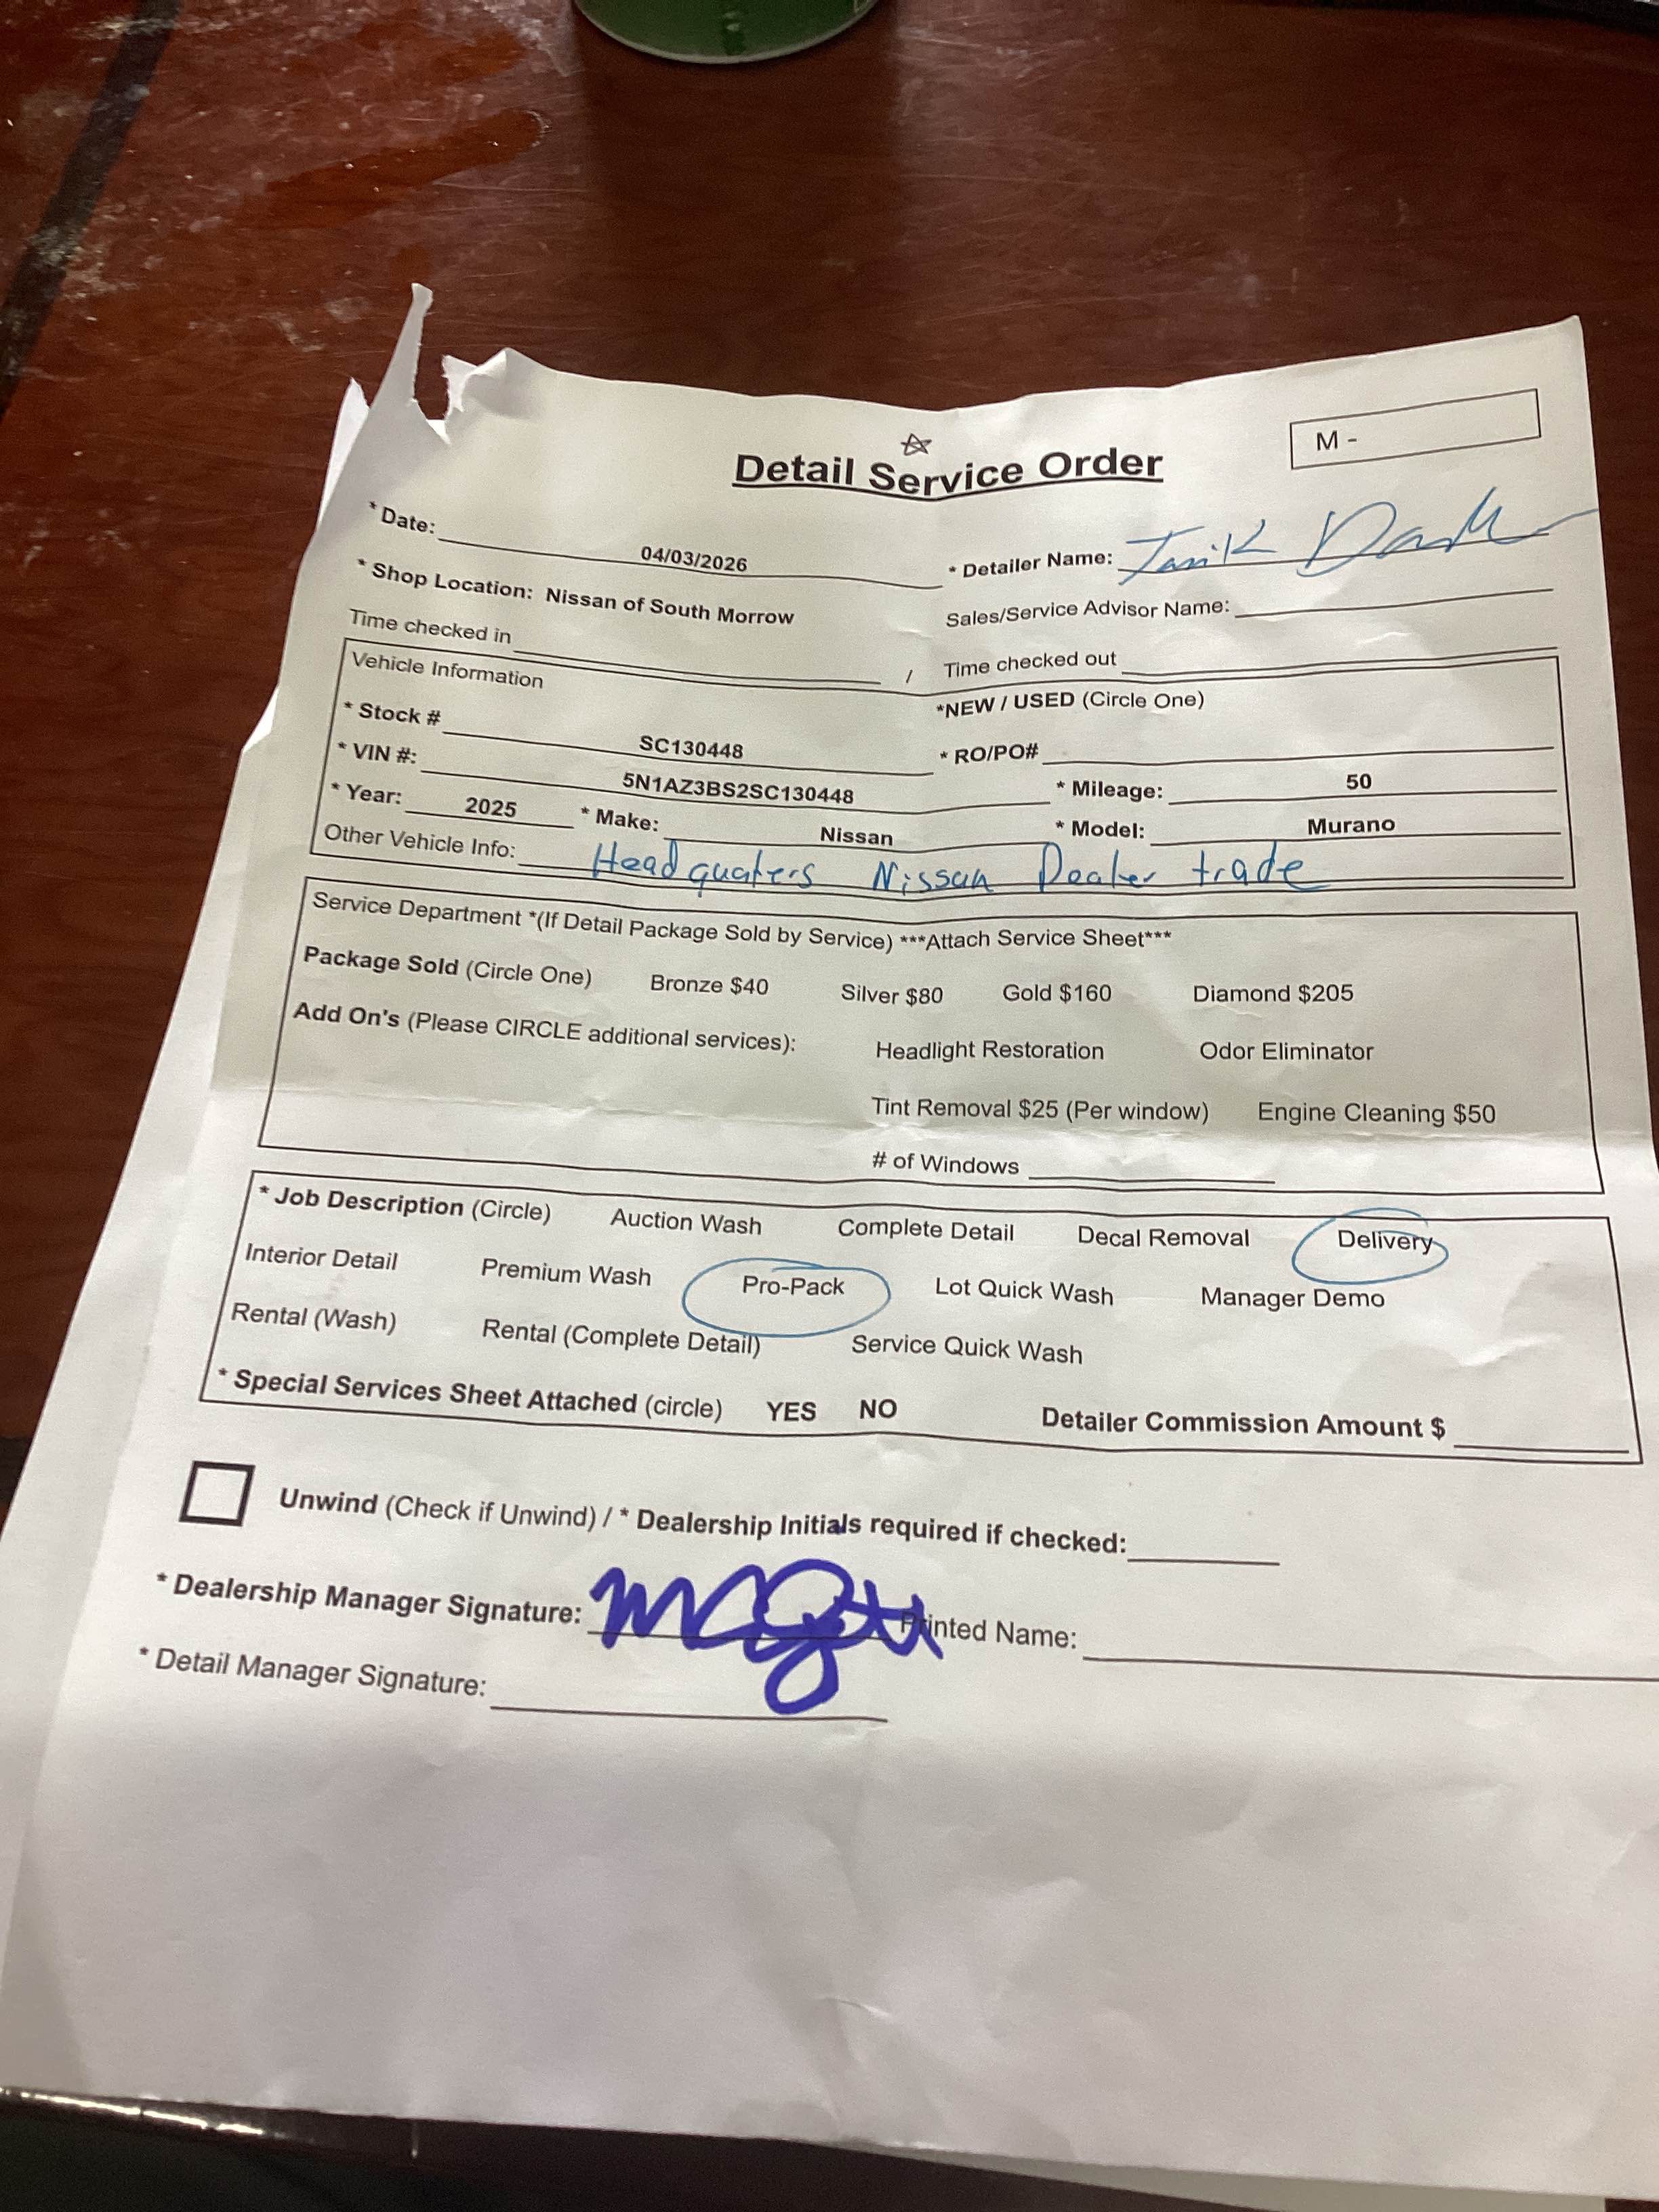 M -
Detail Service Order
* Date: 04/03/2026 * Detailer Name:
* Shop Location: Nissan of South Morrow Sales/Service Advisor Name:
Time checked in / Time checked out
Vehicle Information *NEW / USED (Circle One)
* Stock # SC130448 * RO/PO#
* VIN #: 5N1AZ3BS2SC130448 * Mileage: 50
* Year: 2025 * Make: Nissan * Model: Murano
Other Vehicle Info: Headquaters Nissan Dealer trade
Service Department *(If Detail Package Sold by Service) ***Attach Service Sheet***
Package Sold (Circle One) Bronze $40 Silver $80 Gold $160 Diamond $205
Add On's (Please CIRCLE additional services): Headlight Restoration Odor Eliminator
Tint Removal $25 (Per window) Engine Cleaning $50
# of Windows
* Job Description (Circle) Auction Wash Complete Detail Decal Removal Delivery
Interior Detail Premium Wash Pro-Pack Lot Quick Wash Manager Demo
Rental (Wash) Rental (Complete Detail) Service Quick Wash
* Special Services Sheet Attached (circle) YES NO Detailer Commission Amount $
Unwind (Check if Unwind) / * Dealership Initials required if checked:
* Dealership Manager Signature: Printed Name:
* Detail Manager Signature: